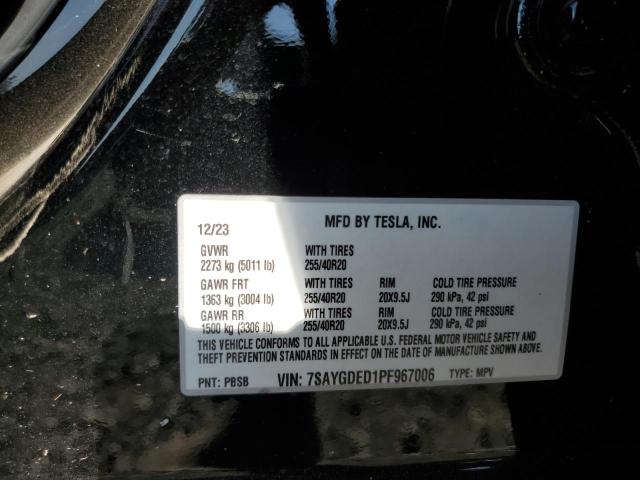 12/23 MFD BY TESLA, INC.
GVWR WITH TIRES
2273 kg (5011 lb) 255/40R20
GAWR FRT WITH TIRES RIM COLD TIRE PRESSURE
1363 kg (3004 lb) 255/40R20 20X9.5J 290 kPa, 42 psi
GAWR RR WITH TIRES RIM COLD TIRE PRESSURE
1500 kg (3306 lb) 255/40R20 20X9.5J 290 kPa, 42 psi
THIS VEHICLE CONFORMS TO ALL APPLICABLE U.S. FEDERAL MOTOR VEHICLE SAFETY AND
THEFT PREVENTION STANDARDS IN EFFECT ON THE DATE OF MANUFACTURE SHOWN ABOVE.
PNT: PBSB VIN: 7SAYGDED1PF967006 TYPE: MPV